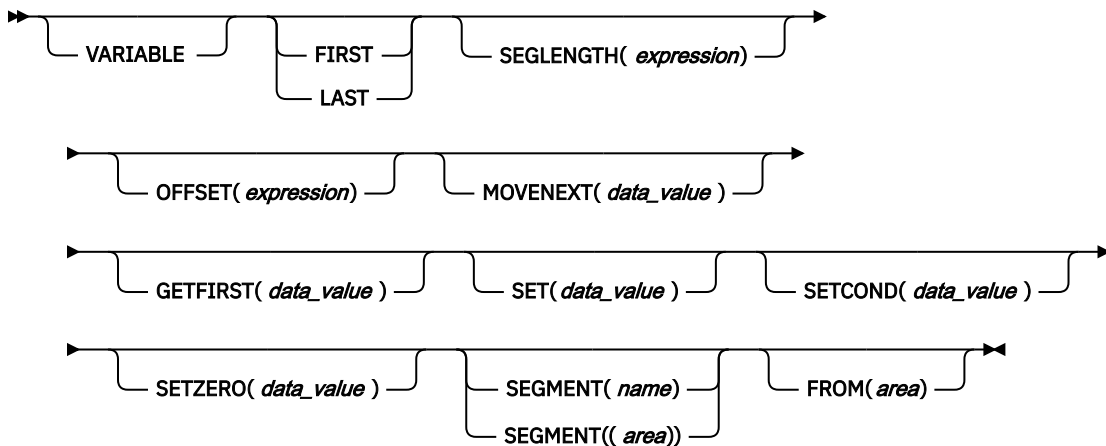 VARIABLE FIRST SEGLENGTH( expression)
LAST
OFFSET( expression) MOVENEXT( data_value )
GETFIRST( data_value ) SET(data_value ) SETCOND( data_value )
SETZERO( data_value ) SEGMENT( name) FROM( area)
SEGMENT(( area))